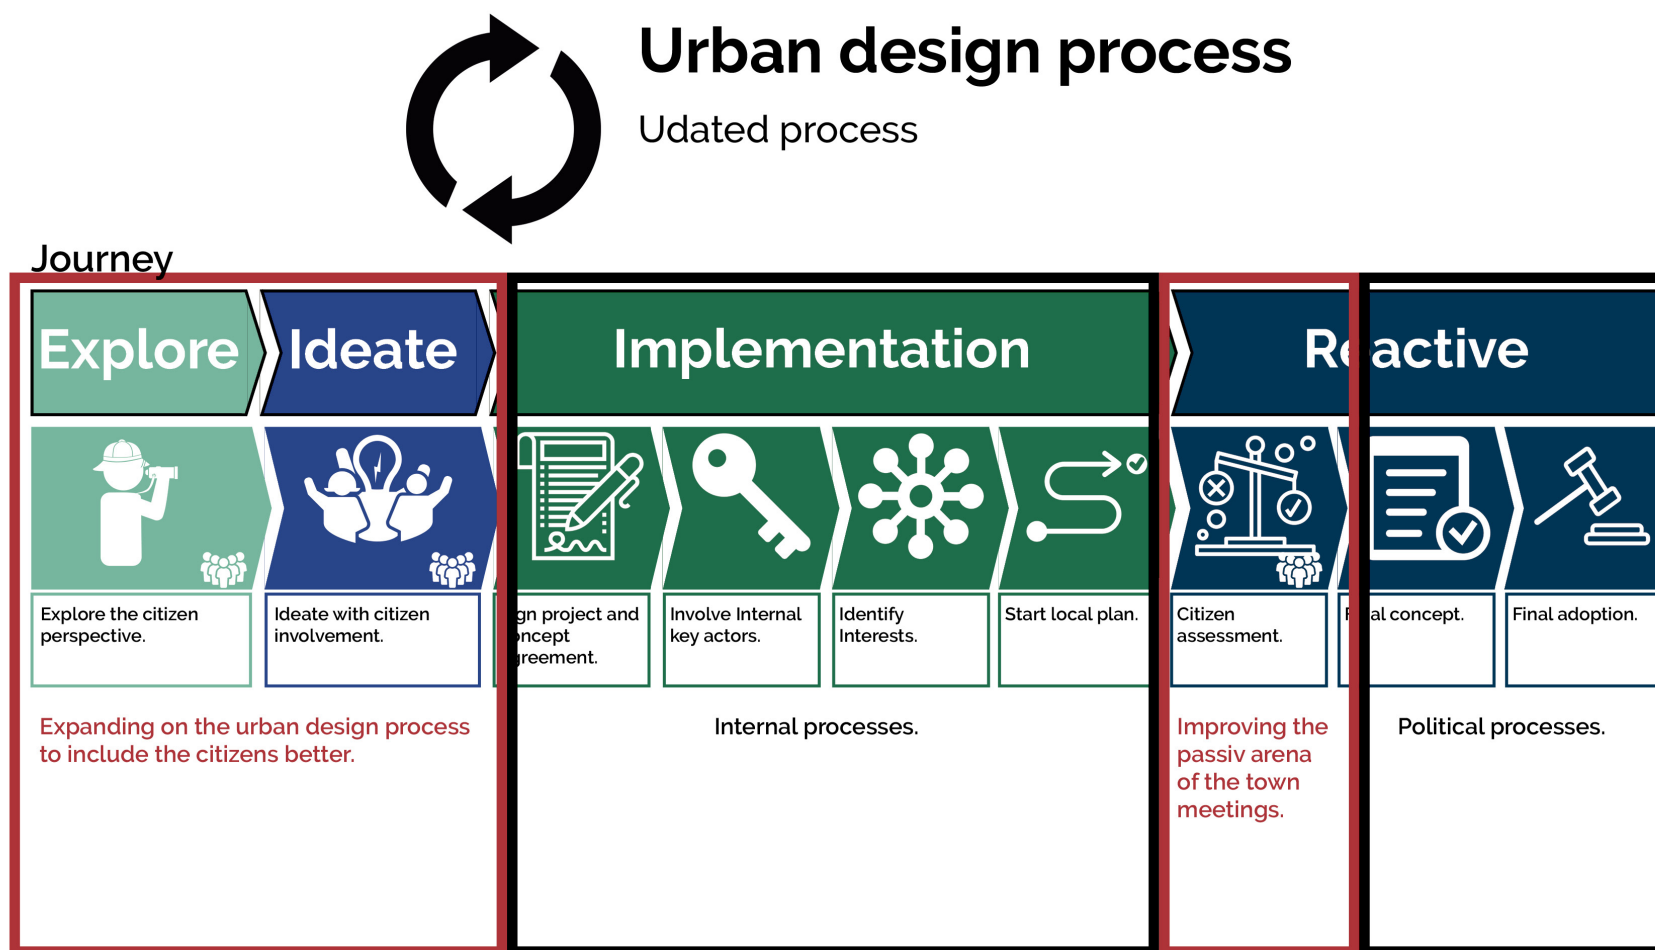 Urban design process
Udated process
Journey
Explore
Ideate
Implementation
Reactive
Explore the citizen
perspective.
Ideate with citizen
involvement.
gn project and
oncept
greement.
Involve Internal
key actors.
Identify
Interests.
Start local plan.
Citizen
assessment.
F al concept.
Final adoption.
Expanding on the urban design process
to include the citizens better.
Internal processes.
Improving the
passiv arena
of the town
meetings.
Political processes.